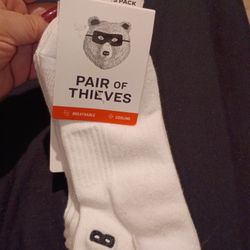 PACK
PAIR OF
THIEVES
BREATHABLE
COOLING
B